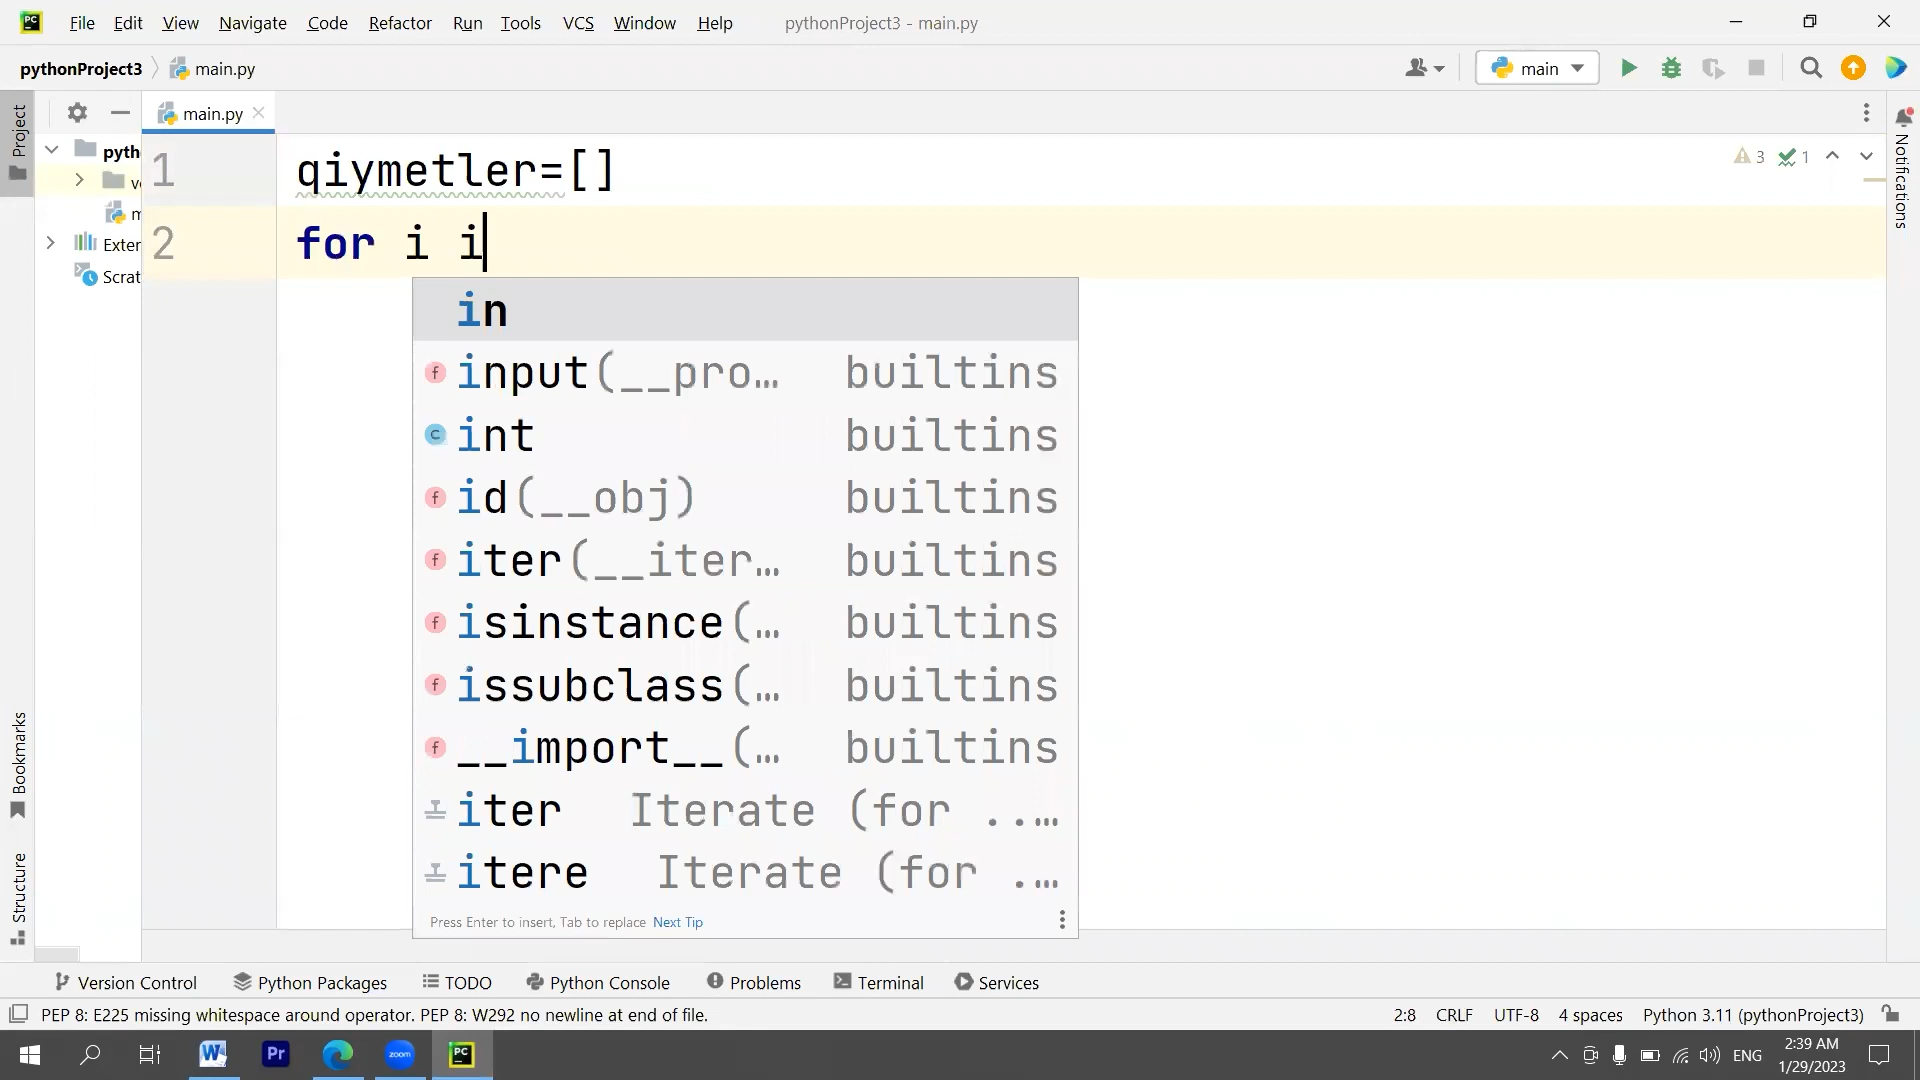 File Edit View Navigate Code Refactor Run Tools VCS Window Help pythonProject3 - main.py
pythonProject3 main.py main
Project
main.py
pyth
v
m
Exter
Scrat
1 qiymetler=[]
2 for i i
3 1
in
input(__pro… builtins
int builtins
id(__obj) builtins
iter(__iter… builtins
isinstance(… builtins
issubclass(… builtins
__import__(… builtins
iter Iterate (for ..…
itere Iterate (for .…
Press Enter to insert, Tab to replace Next Tip
Notifications
Bookmarks
Structure
Version Control Python Packages TODO Python Console Problems Terminal Services
PEP 8: E225 missing whitespace around operator. PEP 8: W292 no newline at end of file. 2:8 CRLF UTF-8 4 spaces Python 3.11 (pythonProject3)
ENG 2:39 AM
1/29/2023